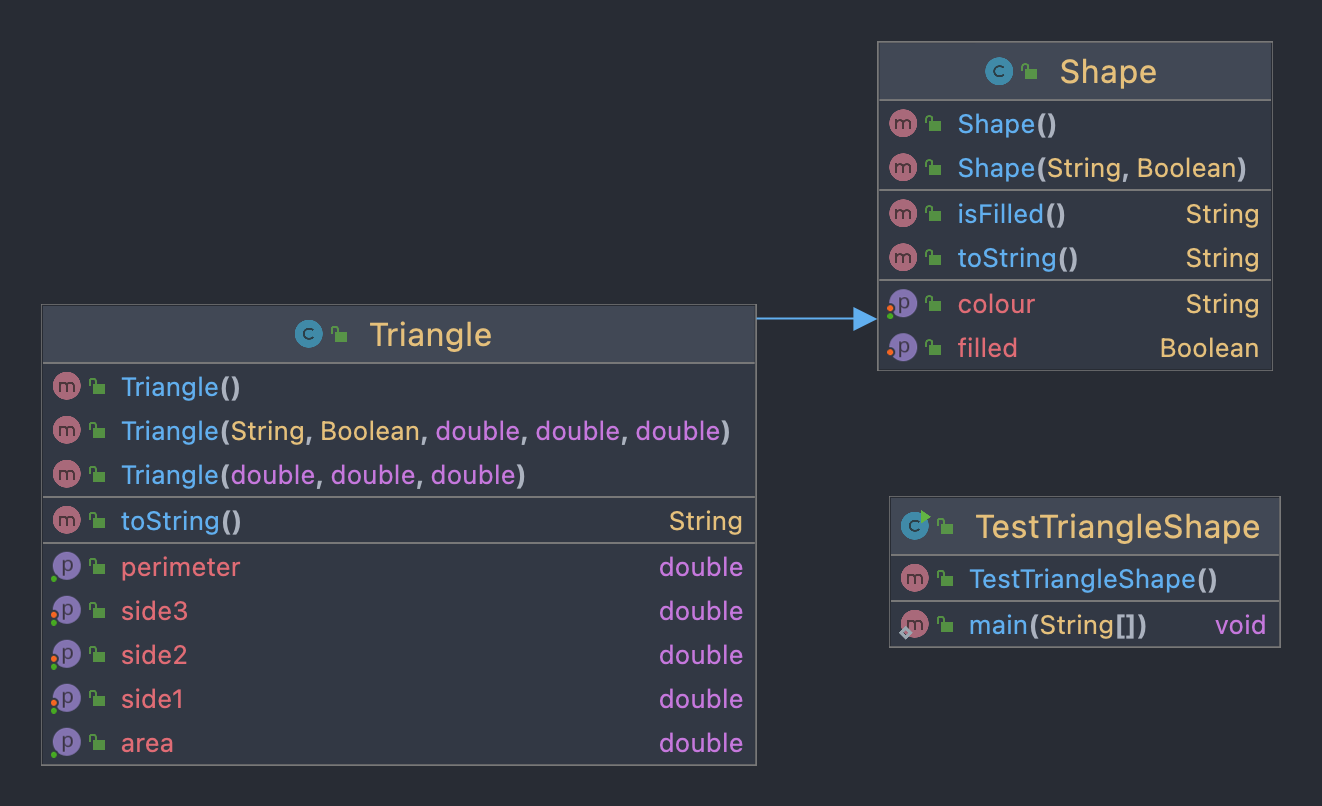 Shape
Shape()
Shape(String, Boolean)
isFilled() String
toString() String
colour String
filled Boolean
Triangle
Triangle()
Triangle(String, Boolean, double, double, double)
Triangle(double, double, double)
toString() String
perimeter double
side3 double
side2 double
side1 double
area double
TestTriangleShape
TestTriangleShape()
main(String[]) void